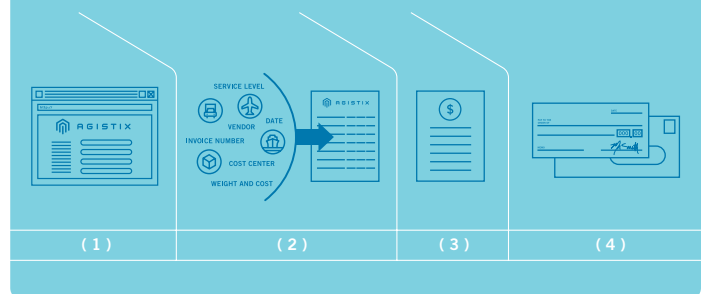 AGISTIX
SERVICE LEVEL
VENDOR
DATE
INVOICE NUMBER
COST CENTER
WEIGHT AND COST
AGISTIX
$
(1)
(2)
(3)
(4)